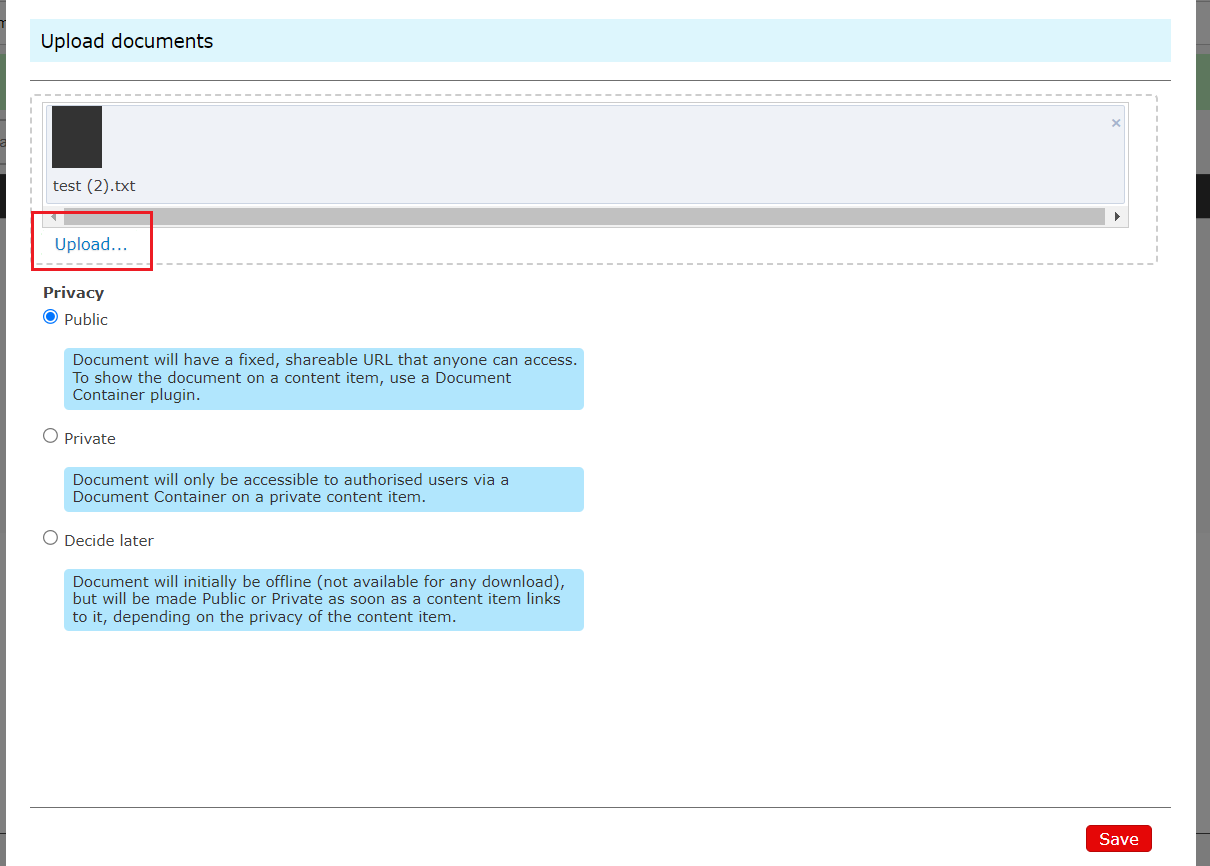 Upload documents
×
test (2).txt
Upload...
Privacy
Public
Document will have a fixed, shareable URL that anyone can access.
To show the document on a content item, use a Document
Container plugin.
Private
Document will only be accessible to authorised users via a
Document Container on a private content item.
Decide later
Document will initially be offline (not available for any download),
but will be made Public or Private as soon as a content item links
to it, depending on the privacy of the content item.
Save